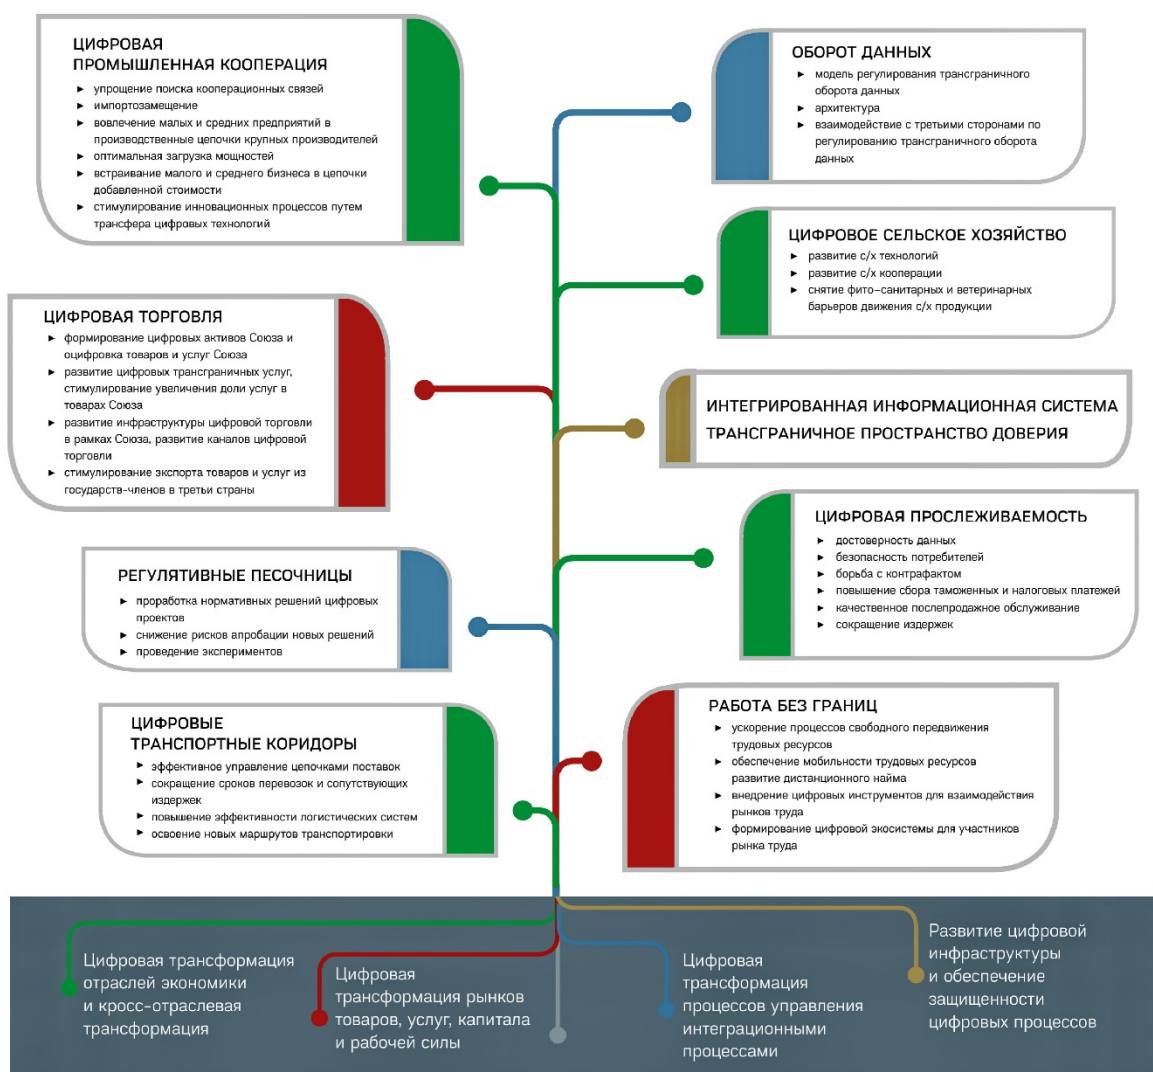 ЦИФРОВАЯ
ПРОМЫШЛЕННАЯ КООПЕРАЦИЯ
упрощение поиска кооперационных связей
импортозамещение
вовлечение малых и средних предприятий в
производственные цепочки крупных производителей
оптимальная загрузка мощностей
встраивание малого и среднего бизнеса в цепочки
добавленной стоимости
стимулирование инновационных процессов путем
трансфера цифровых технологий
ОБОРОТ ДАННЫХ
модель регулирования трансграничного
оборота данных
архитектура
взаимодействие с третьими сторонами по
регулированию трансграничного оборота
данных
ЦИФРОВОЕ СЕЛЬСКОЕ ХОЗЯЙСТВО
развитие с/х технологий
развитие с/х кооперации
снятие фито-санитарных и ветеринарных
барьеров движения с/х продукции
ЦИФРОВАЯ ТОРГОВЛЯ
формирование цифровых активов Союза и
оцифровка товаров и услуг Союза
развитие цифровых трансграничных услуг,
стимулирование увеличения доли услуг в
товарах Союза
развитие инфраструктуры цифровой торговли
в рамках Союза, развитие каналов цифровой
торговли
стимулирование экспорта товаров и услуг из
государств-членов в третьи страны
ИНТЕГРИРОВАННАЯ ИНФОРМАЦИОННАЯ СИСТЕМА
ТРАНСГРАНИЧНОЕ ПРОСТРАНСТВО ДОВЕРИЯ
ЦИФРОВАЯ ПРОСЛЕЖИВАЕМОСТЬ
достоверность данных
безопасность потребителей
борьба с контрафактом
повышение сбора таможенных и налоговых платежей
качественное послепродажное обслуживание
сокращение издержек
РЕГУЛЯТИВНЫЕ ПЕСОЧНИЦЫ
проработка нормативных решений цифровых
проектов
снижение рисков апробации новых решений
проведение экспериментов
РАБОТА БЕЗ ГРАНИЦ
ускорение процессов свободного передвижения
трудовых ресурсов
обеспечение мобильности трудовых ресурсов
развитие дистанционного найма
внедрение цифровых инструментов для взаимодействия
рынков труда
формирование цифровой экосистемы для участников
рынка труда
ЦИФРОВЫЕ
ТРАНСПОРТНЫЕ КОРИДОРЫ
эффективное управление цепочками поставок
сокращение сроков перевозок и сопутствующих
издержек
повышение эффективности логистических систем
освоение новых маршрутов транспортировки
Цифровая трансформация
отраслей экономики
и кросс-отраслевая
трансформация
Цифровая
трансформация рынков
товаров, услуг, капитала
и рабочей силы
Цифровая
трансформация
процессов управления
интеграционными
процессами
Развитие цифровой
инфраструктуры
и обеспечение
защищенности
цифровых процессов